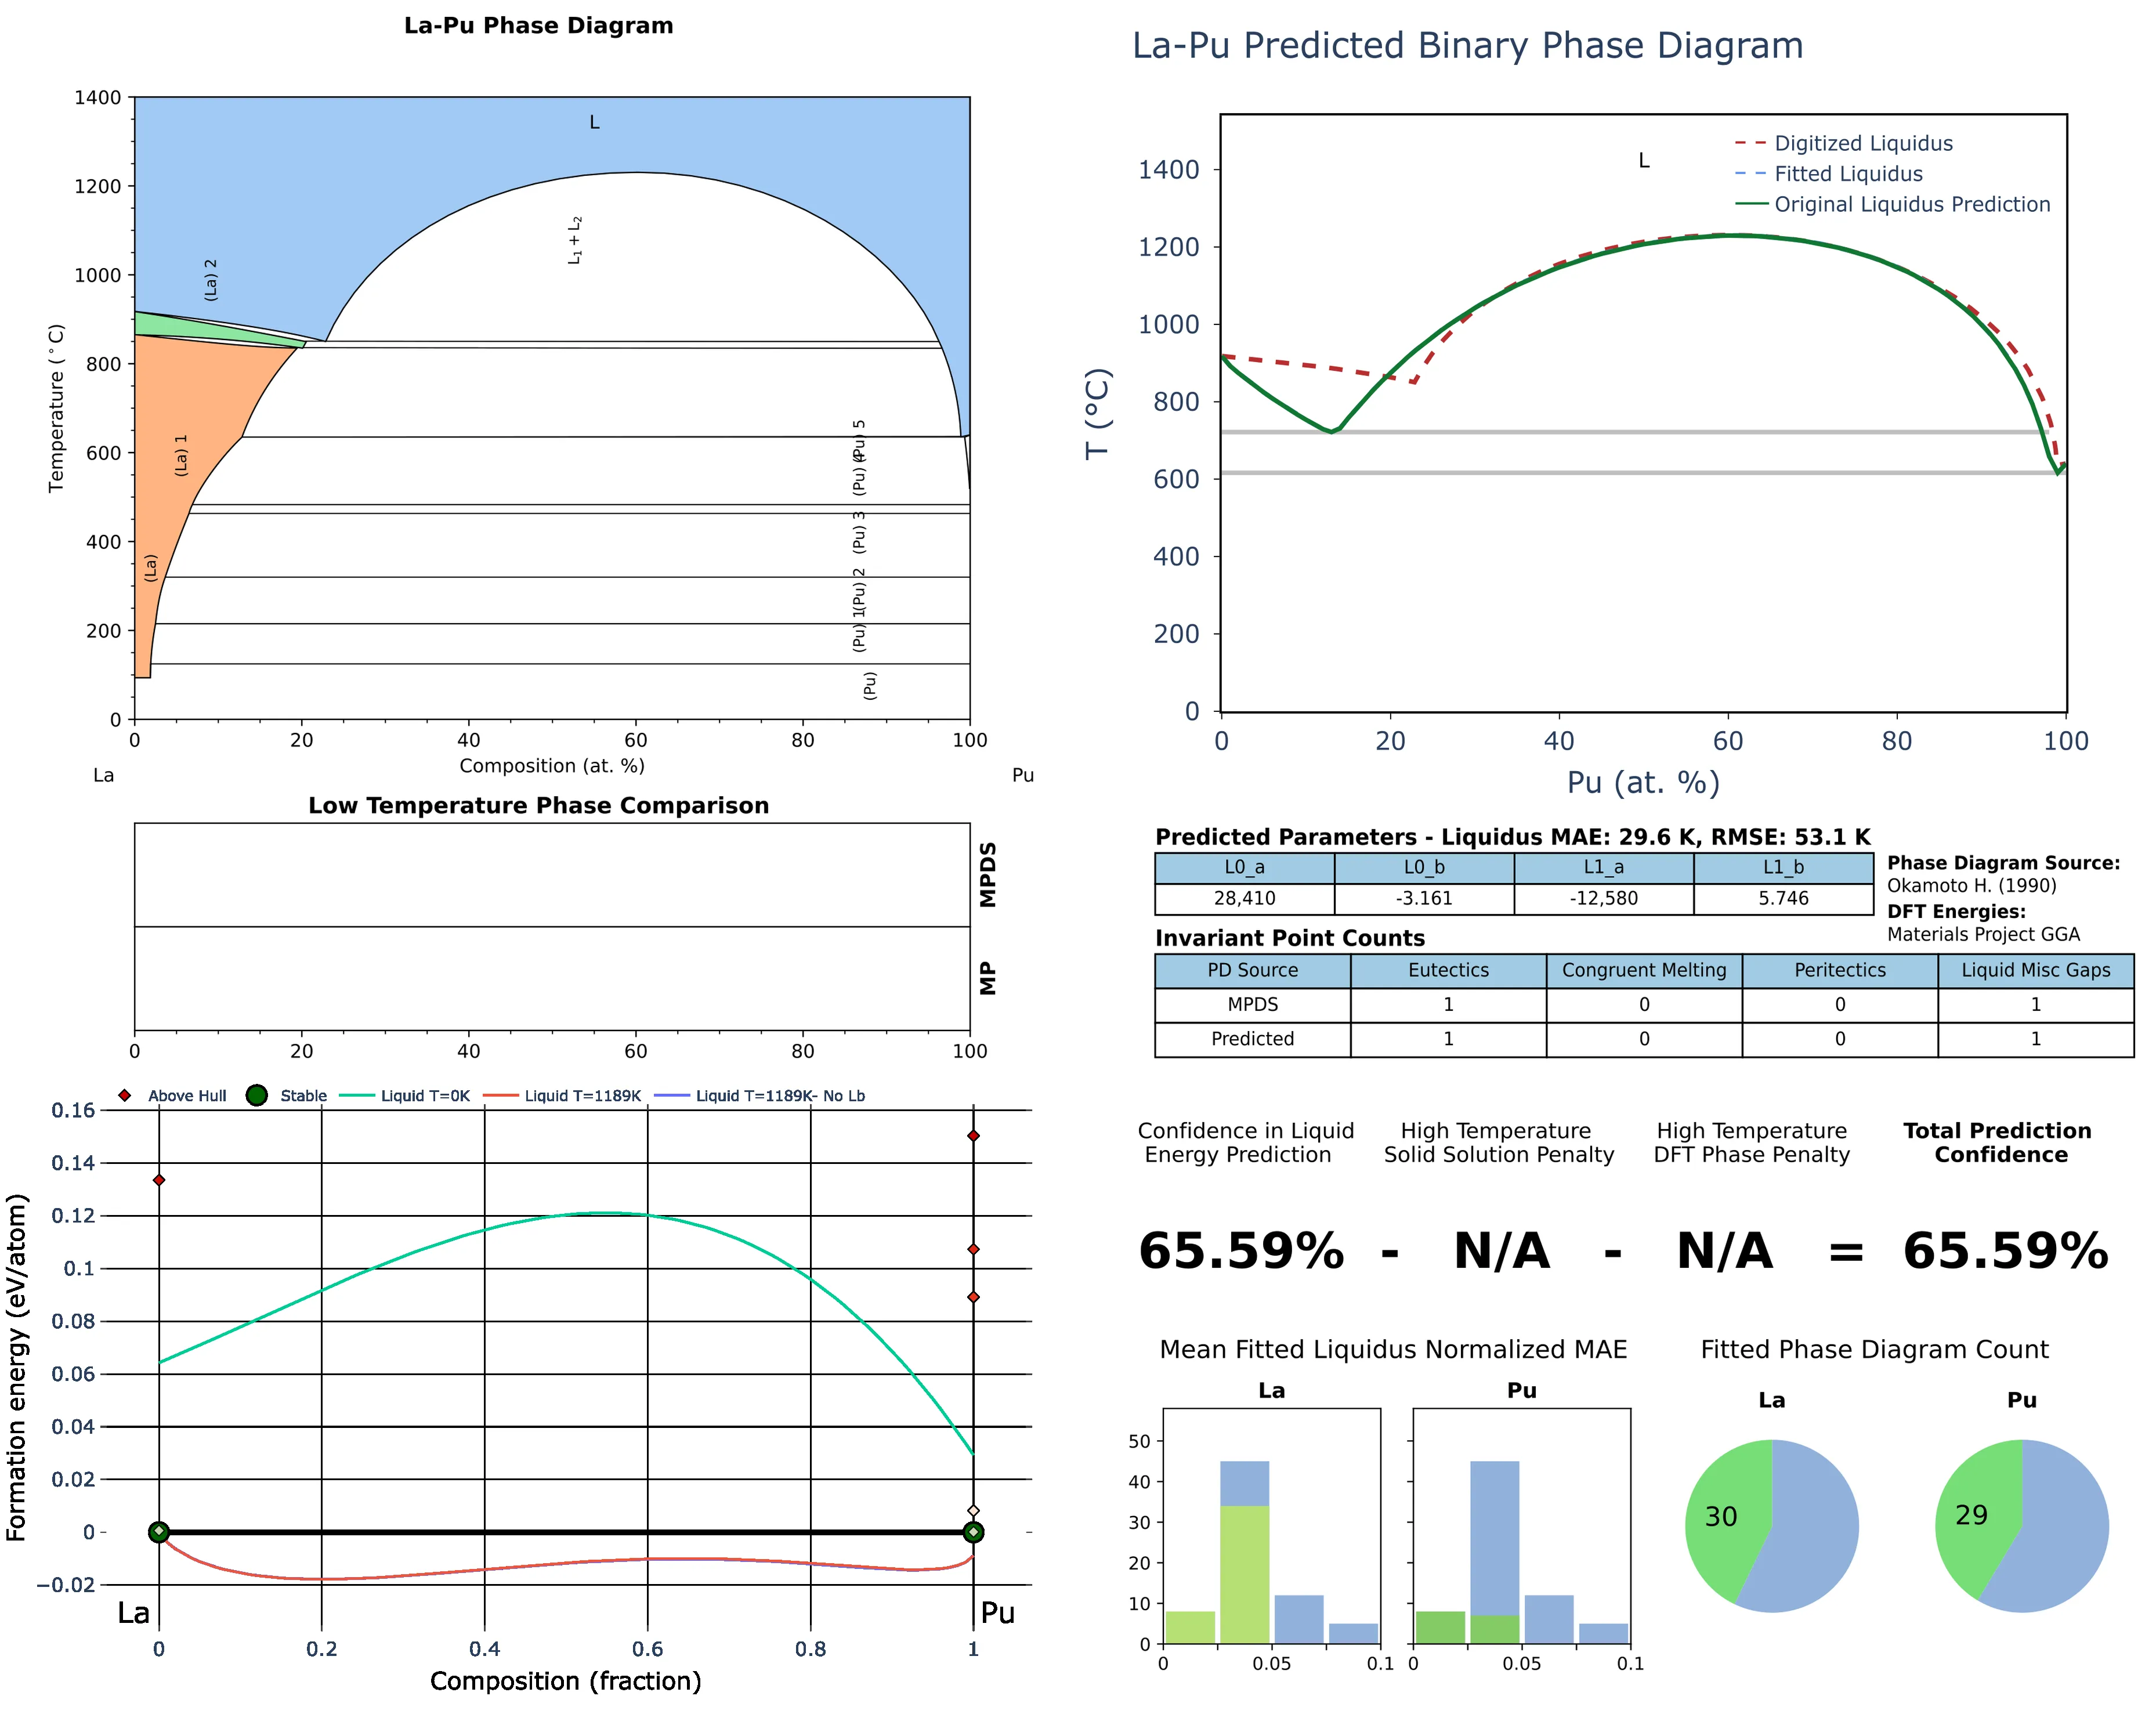 La-Pu Phase Diagram
1400
1200
1000
800
600
400
200
0
Temperature (°C)
L
L₁ + L₂
(La) 2
(La) 1
(La)
(Pu) 5
(Pu) 4
(Pu) 3
(Pu) 2
(Pu) 1
(Pu)
0 20 40 60 80 100
Composition (at. %)
La Pu
Low Temperature Phase Comparison
MPDS
MP
0 20 40 60 80 100
Above Hull Stable Liquid T=0K Liquid T=1189K Liquid T=1189K- No Lb
0.16
0.14
0.12
0.1
0.08
0.06
0.04
0.02
0
−0.02
Formation energy (eV/atom)
La Pu
0 0.2 0.4 0.6 0.8 1
Composition (fraction)
La-Pu Predicted Binary Phase Diagram
L
Digitized Liquidus
Fitted Liquidus
Original Liquidus Prediction
1400
1200
1000
800
600
400
200
0
T (°C)
0 20 40 60 80 100
Pu (at. %)
Predicted Parameters - Liquidus MAE: 29.6 K, RMSE: 53.1 K
L0_a L0_b L1_a L1_b
28,410 -3.161 -12,580 5.746
Phase Diagram Source:
Okamoto H. (1990)
DFT Energies:
Materials Project GGA
Invariant Point Counts
PD Source Eutectics Congruent Melting Peritectics Liquid Misc Gaps
MPDS 1 0 0 1
Predicted 1 0 0 1
Confidence in Liquid
Energy Prediction
High Temperature
Solid Solution Penalty
High Temperature
DFT Phase Penalty
Total Prediction
Confidence
65.59% - N/A - N/A = 65.59%
Mean Fitted Liquidus Normalized MAE
La Pu
50
40
30
20
10
0
0 0.05 0.1 0 0.05 0.1
Fitted Phase Diagram Count
La Pu
30 29